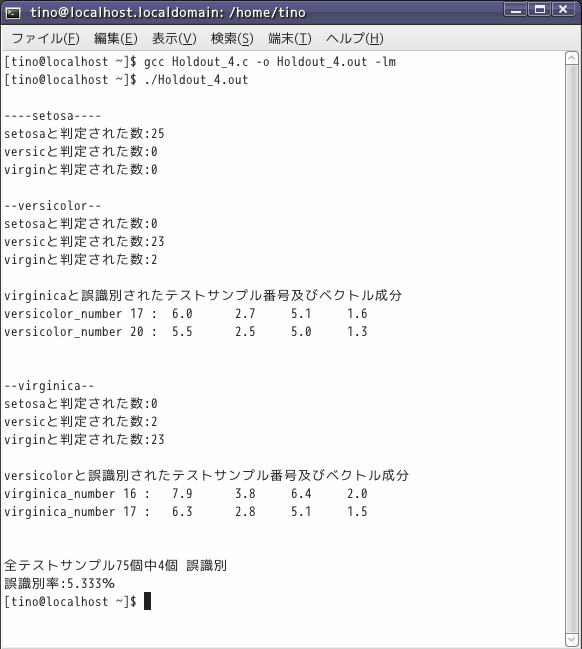 tino@localhost.localdomain: /home/tino
ファイル(F) 編集(E) 表示(V) 検索(S) 端末(T) ヘルプ(H)
[tino@localhost ~]$ gcc Holdout_4.c -o Holdout_4.out -lm
[tino@localhost ~]$ ./Holdout_4.out
----setosa----
setosaと判定された数:25
versicと判定された数:0
virginと判定された数:0
--versicolor--
setosaと判定された数:0
versicと判定された数:23
virginと判定された数:2
virginicaと誤識別されたテストサンプル番号及びベクトル成分
versicolor_number 17 : 6.0 2.7 5.1 1.6
versicolor_number 20 : 5.5 2.5 5.0 1.3
--virginica--
setosaと判定された数:0
versicと判定された数:2
virginと判定された数:23
versicolorと誤識別されたテストサンプル番号及びベクトル成分
virginica_number 16 : 7.9 3.8 6.4 2.0
virginica_number 17 : 6.3 2.8 5.1 1.5
全テストサンプル75個中4個 誤識別
誤識別率:5.333%
[tino@localhost ~]$